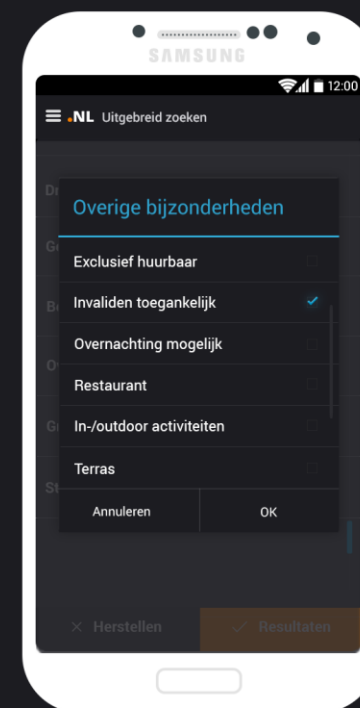 SAMSUNG
12:00
.NL Uitgebreid zoeken
Overige bijzonderheden
Exclusief huurbaar
Invaliden toegankelijk
Overnachting mogelijk
Restaurant
In-/outdoor activiteiten
Terras
Annuleren OK
Herstellen Resultaten